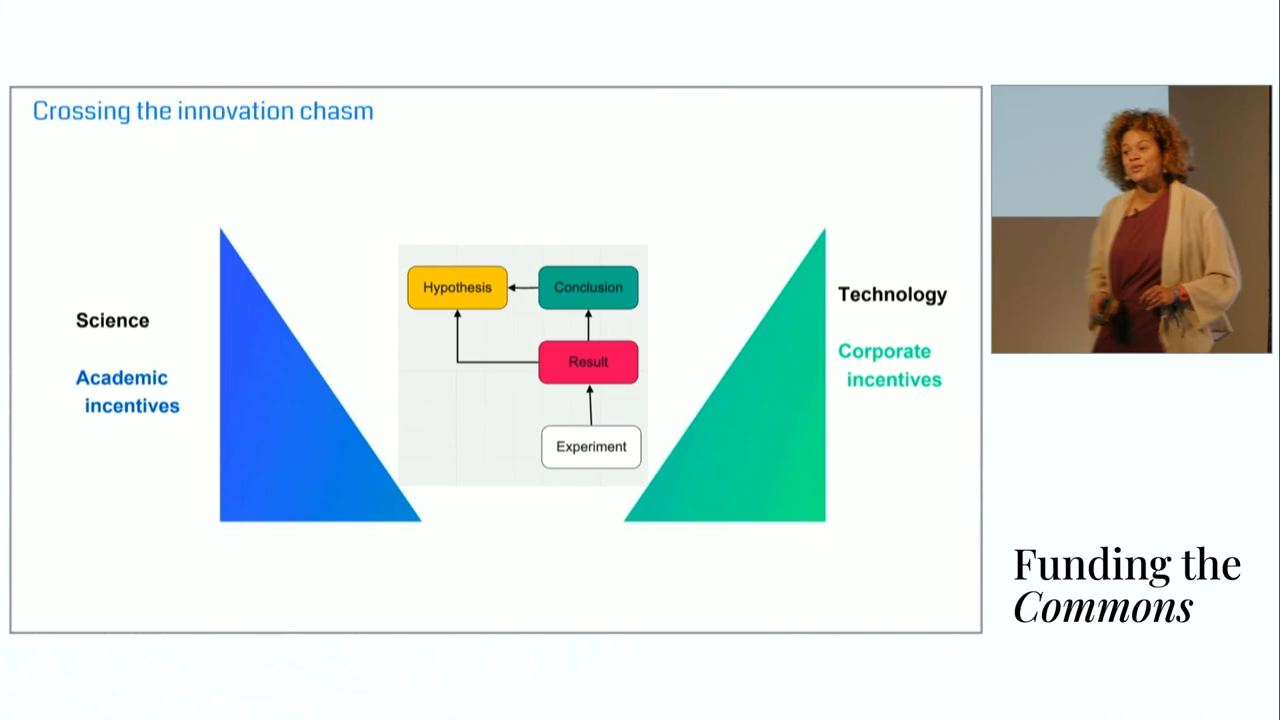 Crossing the innovation chasm
Science
Academic
incentives
Hypothesis
Conclusion
Result
Experiment
Technology
Corporate
incentives
Funding the
Commons